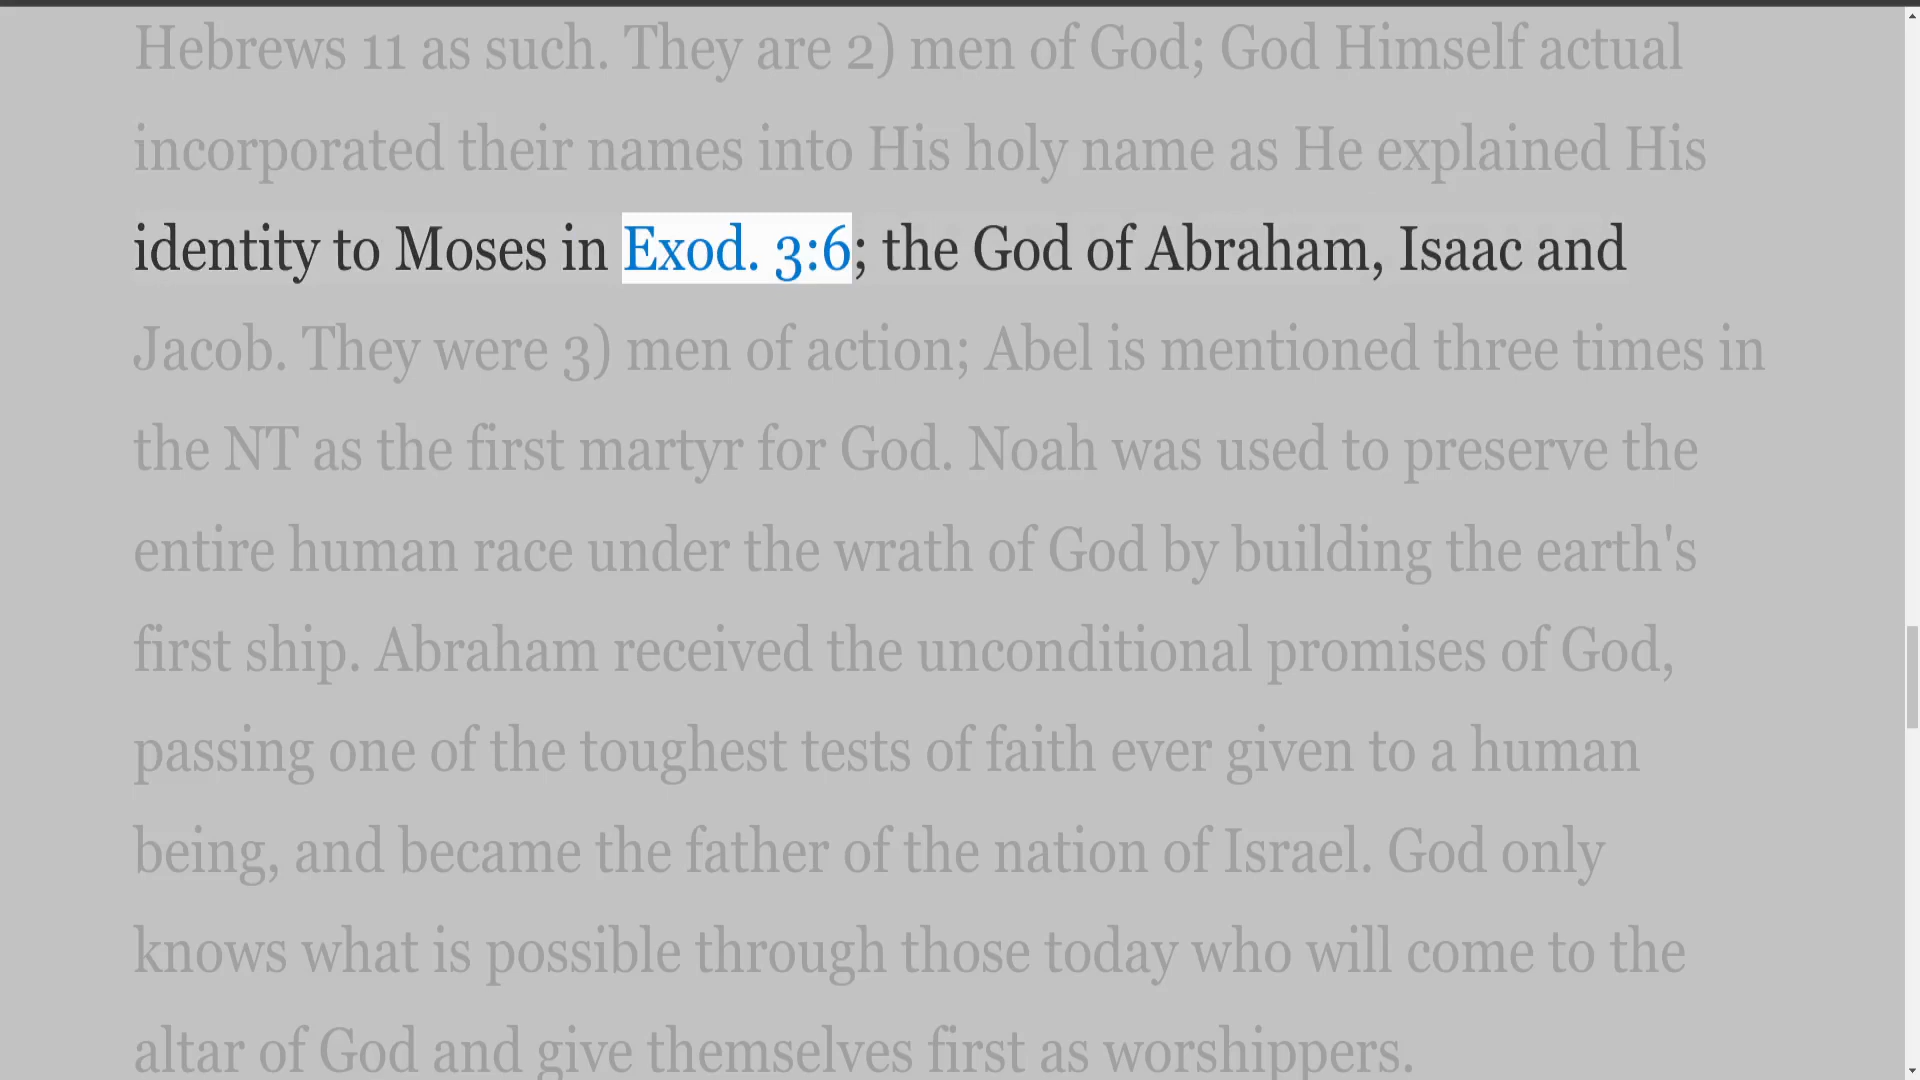 Hebrews 11 as such. They are 2) men of God; God Himself actual
incorporated their names into His holy name as He explained His
identity to Moses in Exod. 3:6; the God of Abraham, Isaac and
Jacob. They were 3) men of action; Abel is mentioned three times in
the NT as the first martyr for God. Noah was used to preserve the
entire human race under the wrath of God by building the earth's
first ship. Abraham received the unconditional promises of God,
passing one of the toughest tests of faith ever given to a human
being, and became the father of the nation of Israel. God only
knows what is possible through those today who will come to the
altar of God and give themselves first as worshippers.